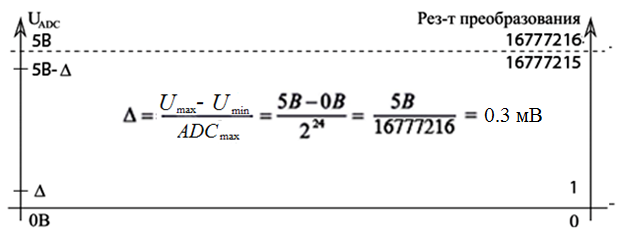 U_ADC Рез-т преобразования
5В 16777216
5В-Δ 16777215
Δ = (U_max - U_min) / ADC_max = (5В – 0В) / 2^24 = 5В / 16777216 = 0.3 мВ
Δ 1
0В 0